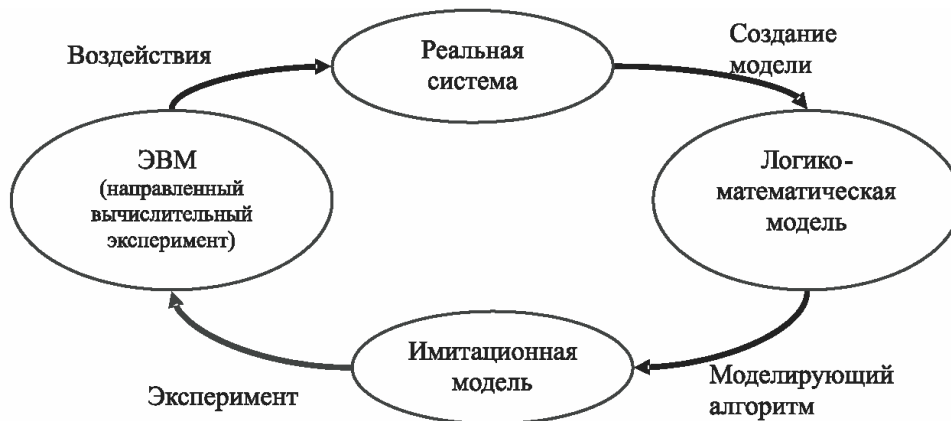 Воздействия
Реальная
система
Создание
модели
ЭВМ
(направленный
вычислительный
эксперимент)
Логико-
математическая
модель
Имитационная
модель
Эксперимент
Моделирующий
алгоритм